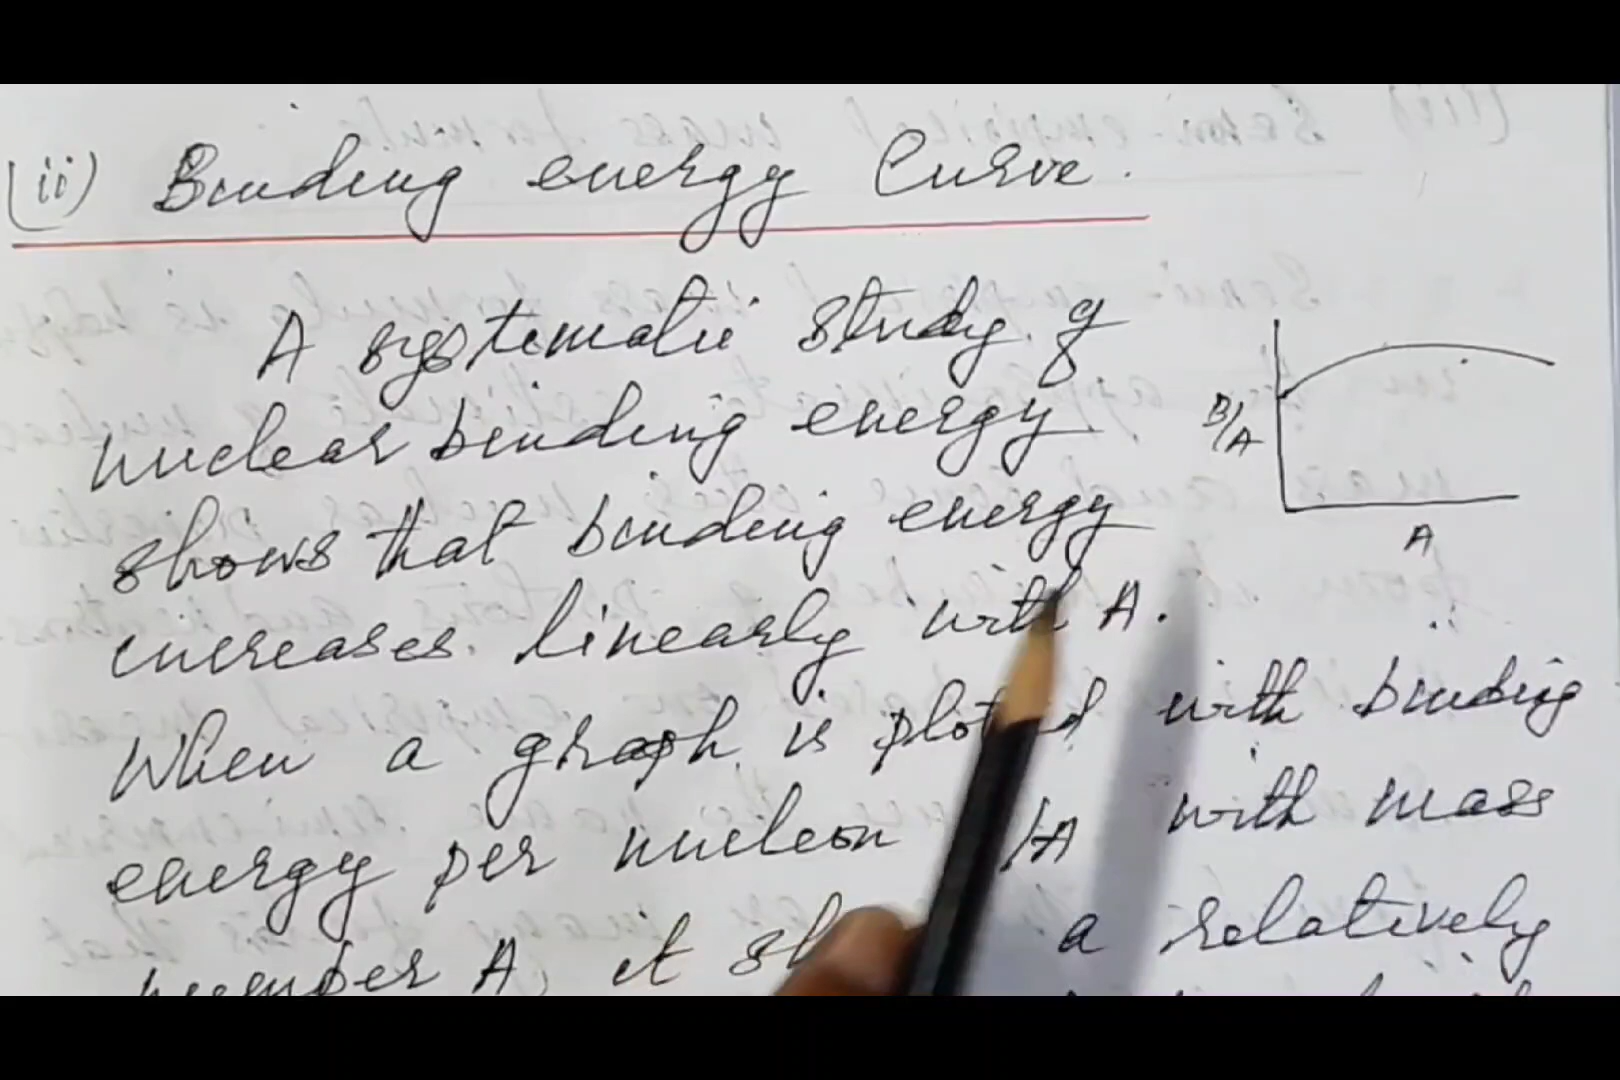 (ii) Binding energy Curve.
A systematic study of
nuclear binding energy
shows that binding energy
increases linearly with A.
When a graph is plotted with binding
energy per nucleon /A with mass
number A, it a relatively
B/A
A